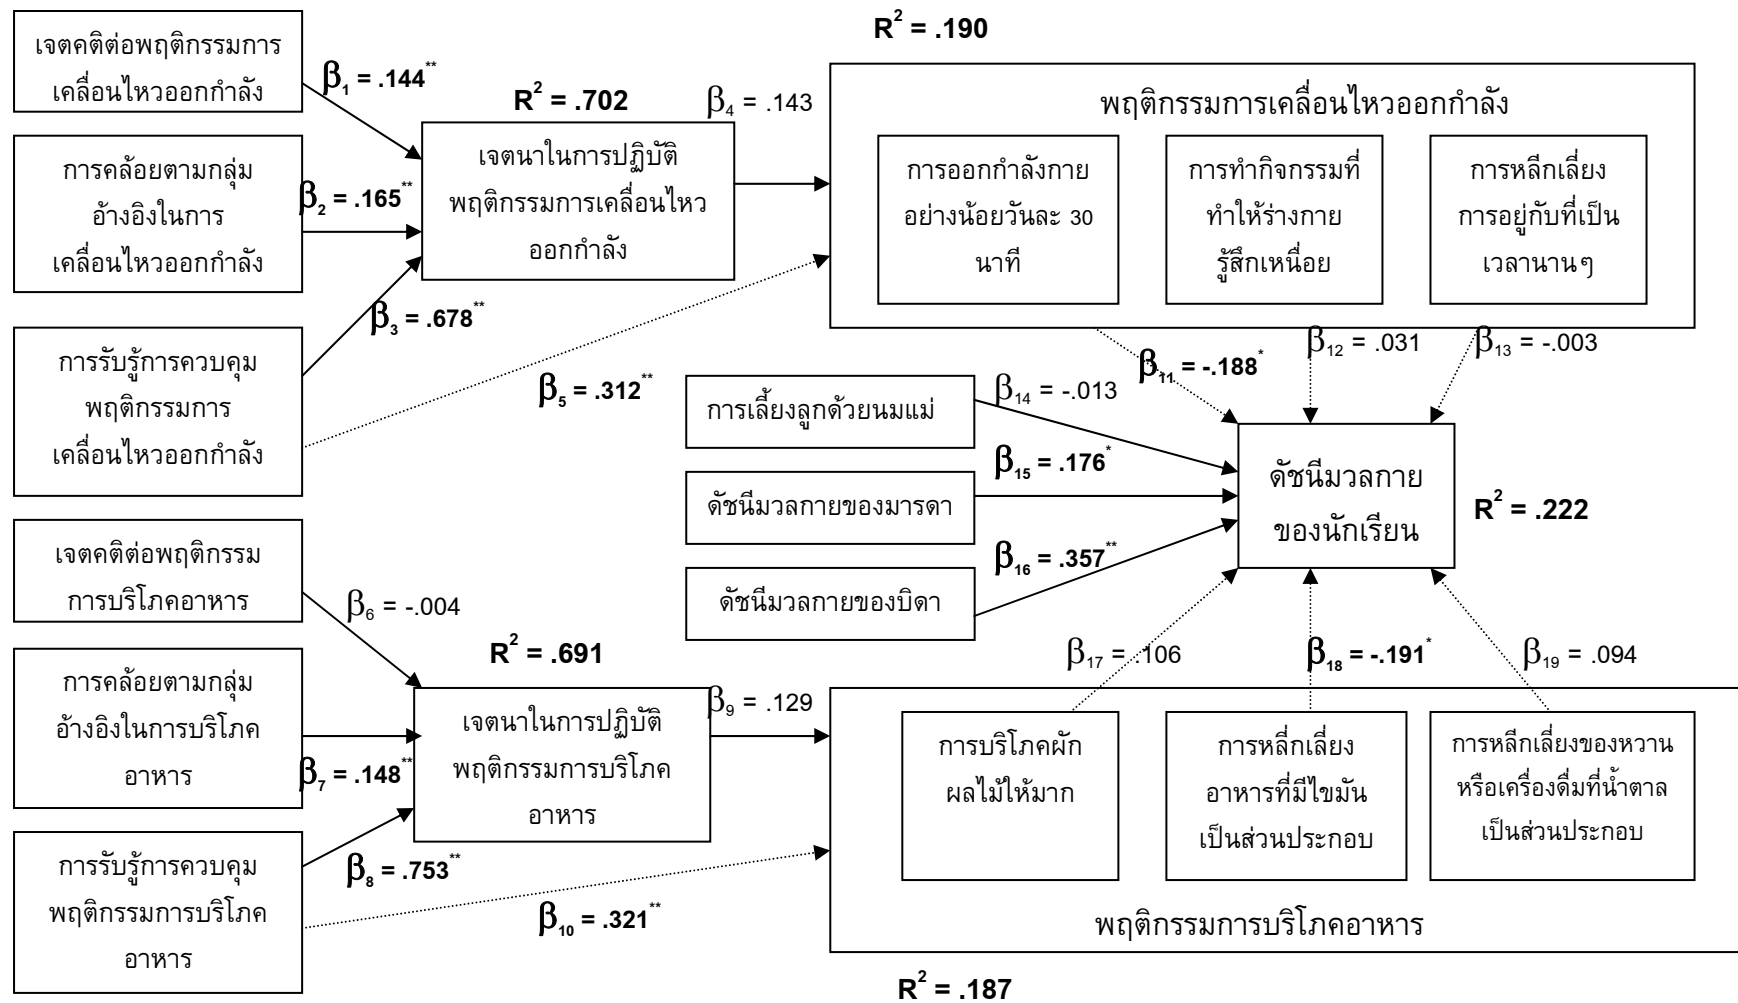 เจตคติต่อพฤติกรรมการ
เคลื่อนไหวออกกำลัง
β1 = .144**
การคล้อยตามกลุ่ม
อ้างอิงในการ
เคลื่อนไหวออกกำลัง
β2 = .165**
การรับรู้การควบคุม
พฤติกรรมการ
เคลื่อนไหวออกกำลัง
β3 = .678**
R2 = .702
เจตนาในการปฏิบัติ
พฤติกรรมการเคลื่อนไหว
ออกกำลัง
β4 = .143
β5 = .312**
R2 = .190
พฤติกรรมการเคลื่อนไหวออกกำลัง
การออกกำลังกาย
อย่างน้อยวันละ 30
นาที
การทำกิจกรรมที่
ทำให้ร่างกาย
รู้สึกเหนื่อย
การหลีกเลี่ยง
การอยู่กับที่เป็น
เวลานานๆ
β11 = -.188*
β12 = .031
β13 = -.003
การเลี้ยงลูกด้วยนมแม่
β14 = -.013
ดัชนีมวลกายของมารดา
β15 = .176*
ดัชนีมวลกายของบิดา
β16 = .357**
ดัชนีมวลกาย
ของนักเรียน
R2 = .222
เจตคติต่อพฤติกรรม
การบริโภคอาหาร
β6 = -.004
การคล้อยตามกลุ่ม
อ้างอิงในการบริโภค
อาหาร
β7 = .148**
การรับรู้การควบคุม
พฤติกรรมการบริโภค
อาหาร
β8 = .753**
R2 = .691
เจตนาในการปฏิบัติ
พฤติกรรมการบริโภค
อาหาร
β9 = .129
β10 = .321**
β17 = .106
β18 = -.191*
β19 = .094
การบริโภคผัก
ผลไม้ให้มาก
การหลี่กเลี่ยง
อาหารที่มีไขมัน
เป็นส่วนประกอบ
การหลีกเลี่ยงของหวาน
หรือเครื่องดื่มที่น้ำตาล
เป็นส่วนประกอบ
พฤติกรรมการบริโภคอาหาร
R2 = .187